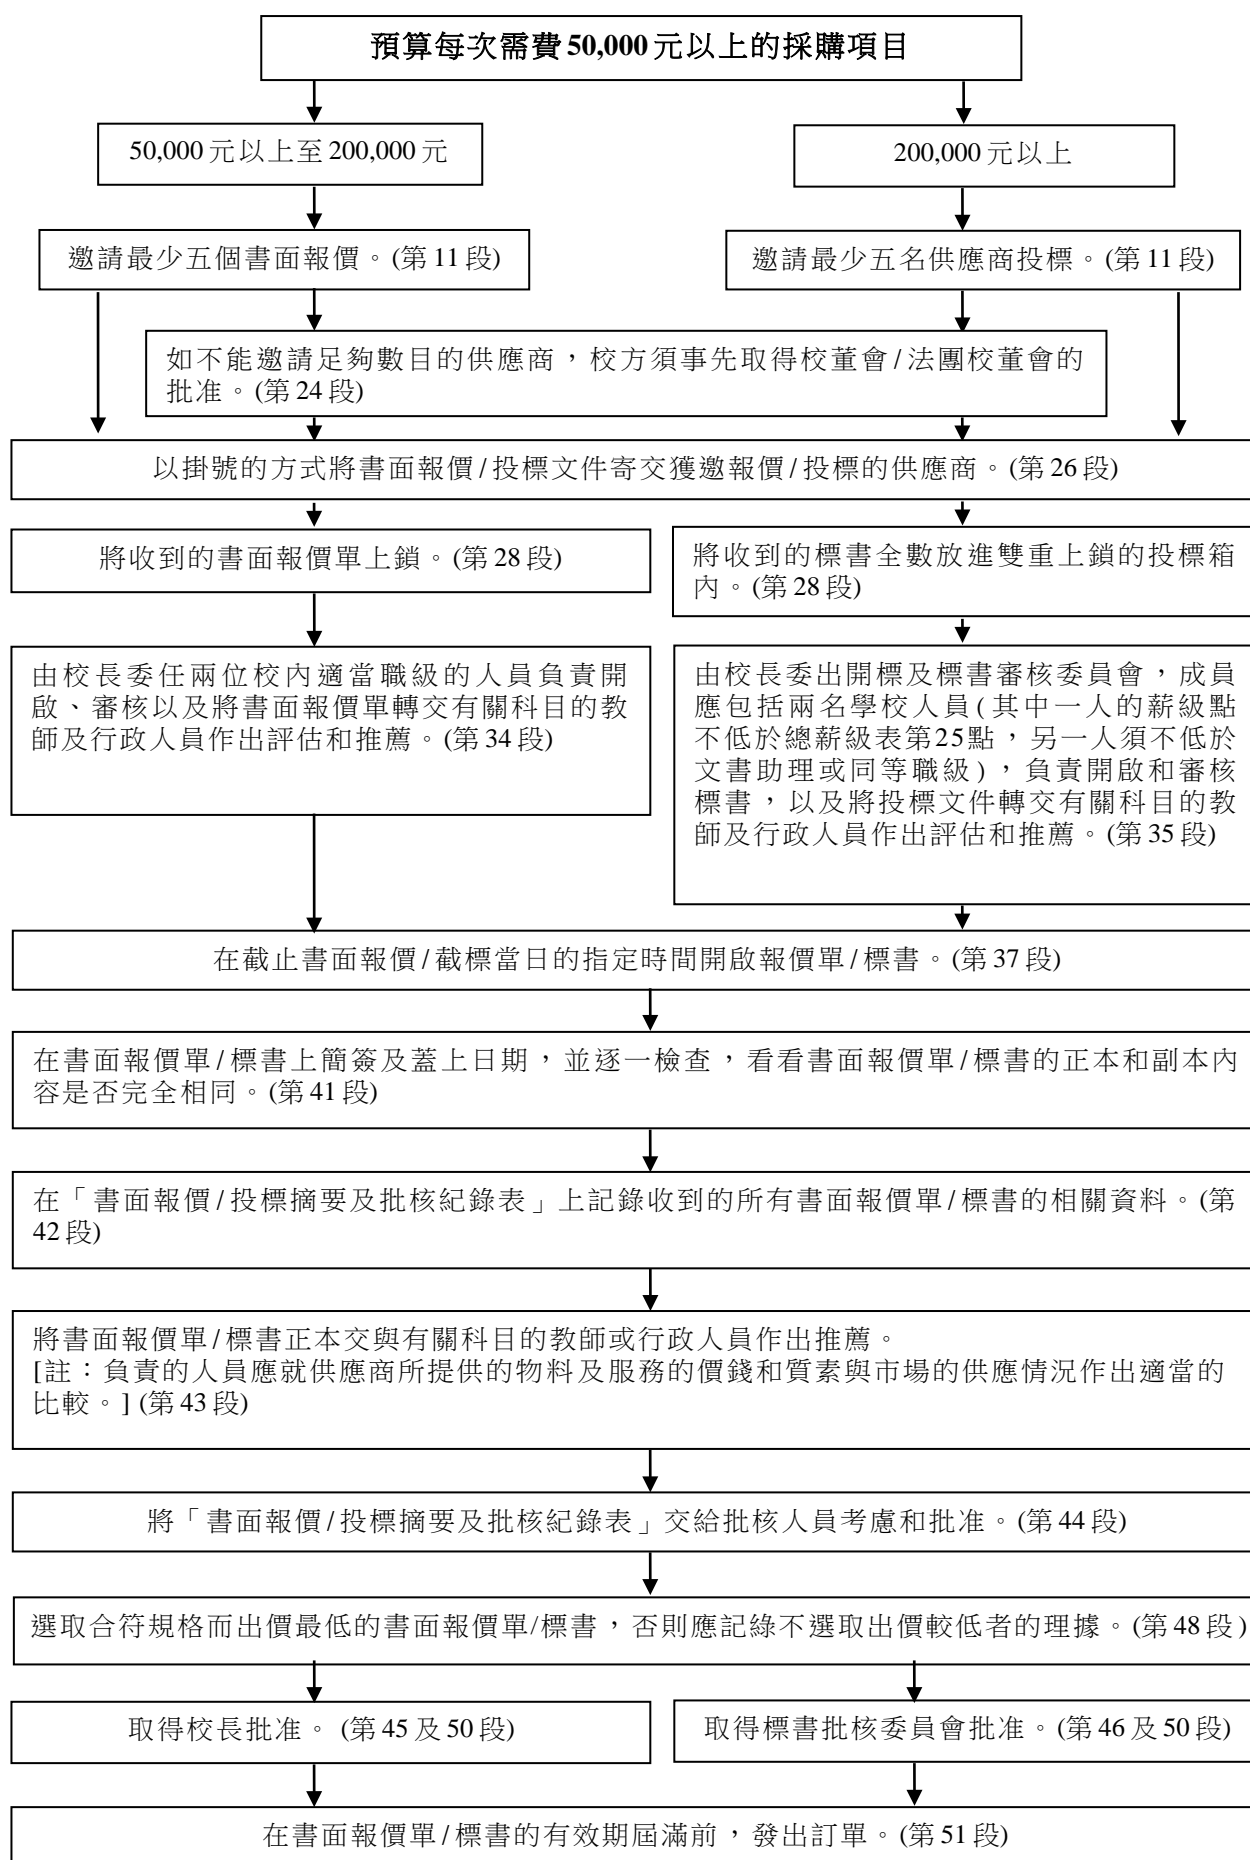 預算每次需費50,000元以上的採購項目
50,000元以上至200,000元
200,000元以上
邀請最少五個書面報價。(第11段)
邀請最少五名供應商投標。(第11段)
如不能邀請足夠數目的供應商，校方須事先取得校董會/法團校董會的
批准。(第24段)
以掛號的方式將書面報價/投標文件寄交獲邀報價/投標的供應商。(第26段)
將收到的書面報價單上鎖。(第28段)
將收到的標書全數放進雙重上鎖的投標箱
內。(第28段)
由校長委任兩位校內適當職級的人員負責開
啟、審核以及將書面報價單轉交有關科目的教
師及行政人員作出評估和推薦。(第34段)
由校長委出開標及標書審核委員會，成員
應包括兩名學校人員(其中一人的薪級點
不低於總薪級表第25點，另一人須不低於
文書助理或同等職級)，負責開啟和審核
標書，以及將投標文件轉交有關科目的教
師及行政人員作出評估和推薦。(第35段)
在截止書面報價/截標當日的指定時間開啟報價單/標書。(第37段)
在書面報價單/標書上簡簽及蓋上日期，並逐一檢查，看看書面報價單/標書的正本和副本內
容是否完全相同。(第41段)
在「書面報價/投標摘要及批核紀錄表」上記錄收到的所有書面報價單/標書的相關資料。(第
42段)
將書面報價單/標書正本交與有關科目的教師或行政人員作出推薦。
[註：負責的人員應就供應商所提供的物料及服務的價錢和質素與市場的供應情況作出適當的
比較。] (第43段)
將「書面報價/投標摘要及批核紀錄表」交給批核人員考慮和批准。(第44段)
選取合符規格而出價最低的書面報價單/標書，否則應記錄不選取出價較低者的理據。(第48段)
取得校長批准。 (第45及50段)
取得標書批核委員會批准。(第46及50段)
在書面報價單/標書的有效期屆滿前，發出訂單。(第51段)